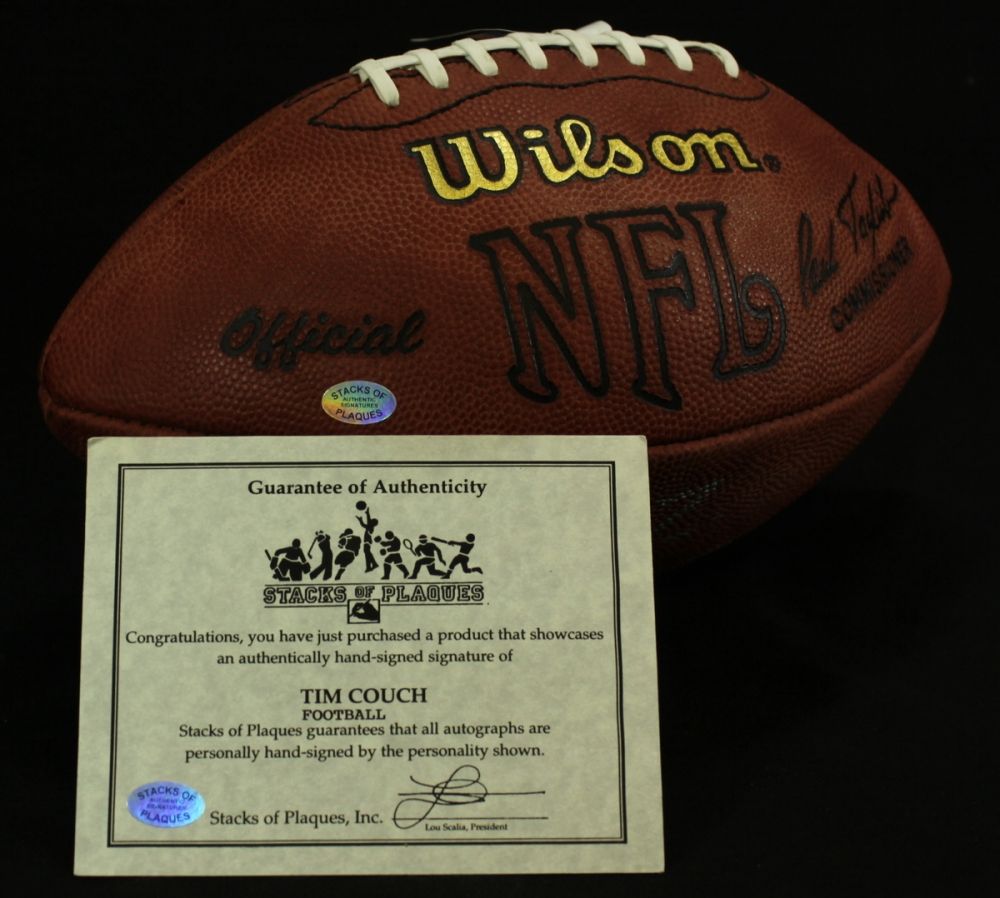 Wilson®
NFL
Official
Paul Tagliabue
COMMISSIONER
STACKS OF
AUTHENTIC
SIGNATURES
PLAQUES
Guarantee of Authenticity
STACKS OF PLAQUES
Congratulations, you have just purchased a product that showcases
an authentically hand-signed signature of
TIM COUCH
FOOTBALL
Stacks of Plaques guarantees that all autographs are
personally hand-signed by the personality shown.
STACKS OF
AUTHENTIC
SIGNATURES
PLAQUES
Stacks of Plaques, Inc.
Lou Scalia, President